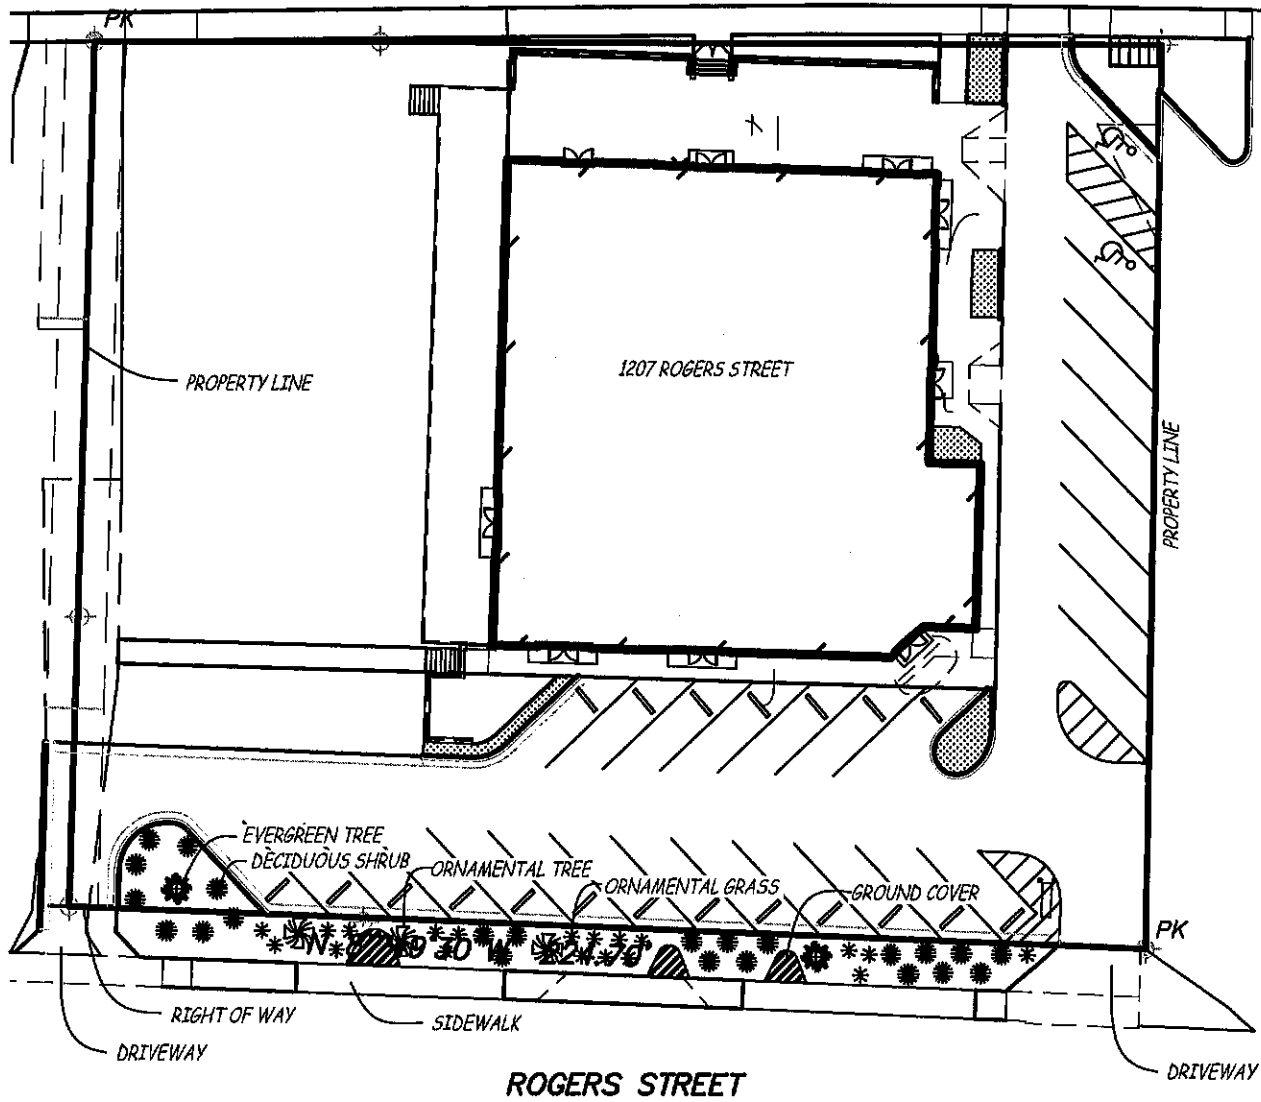 PK
1207 ROGERS STREET
PROPERTY LINE
PROPERTY LINE
EVERGREEN TREE
DECIDUOUS SHRUB
ORNAMENTAL TREE
ORNAMENTAL GRASS
GROUND COVER
PK
RIGHT OF WAY
SIDEWALK
DRIVEWAY
DRIVEWAY
ROGERS STREET